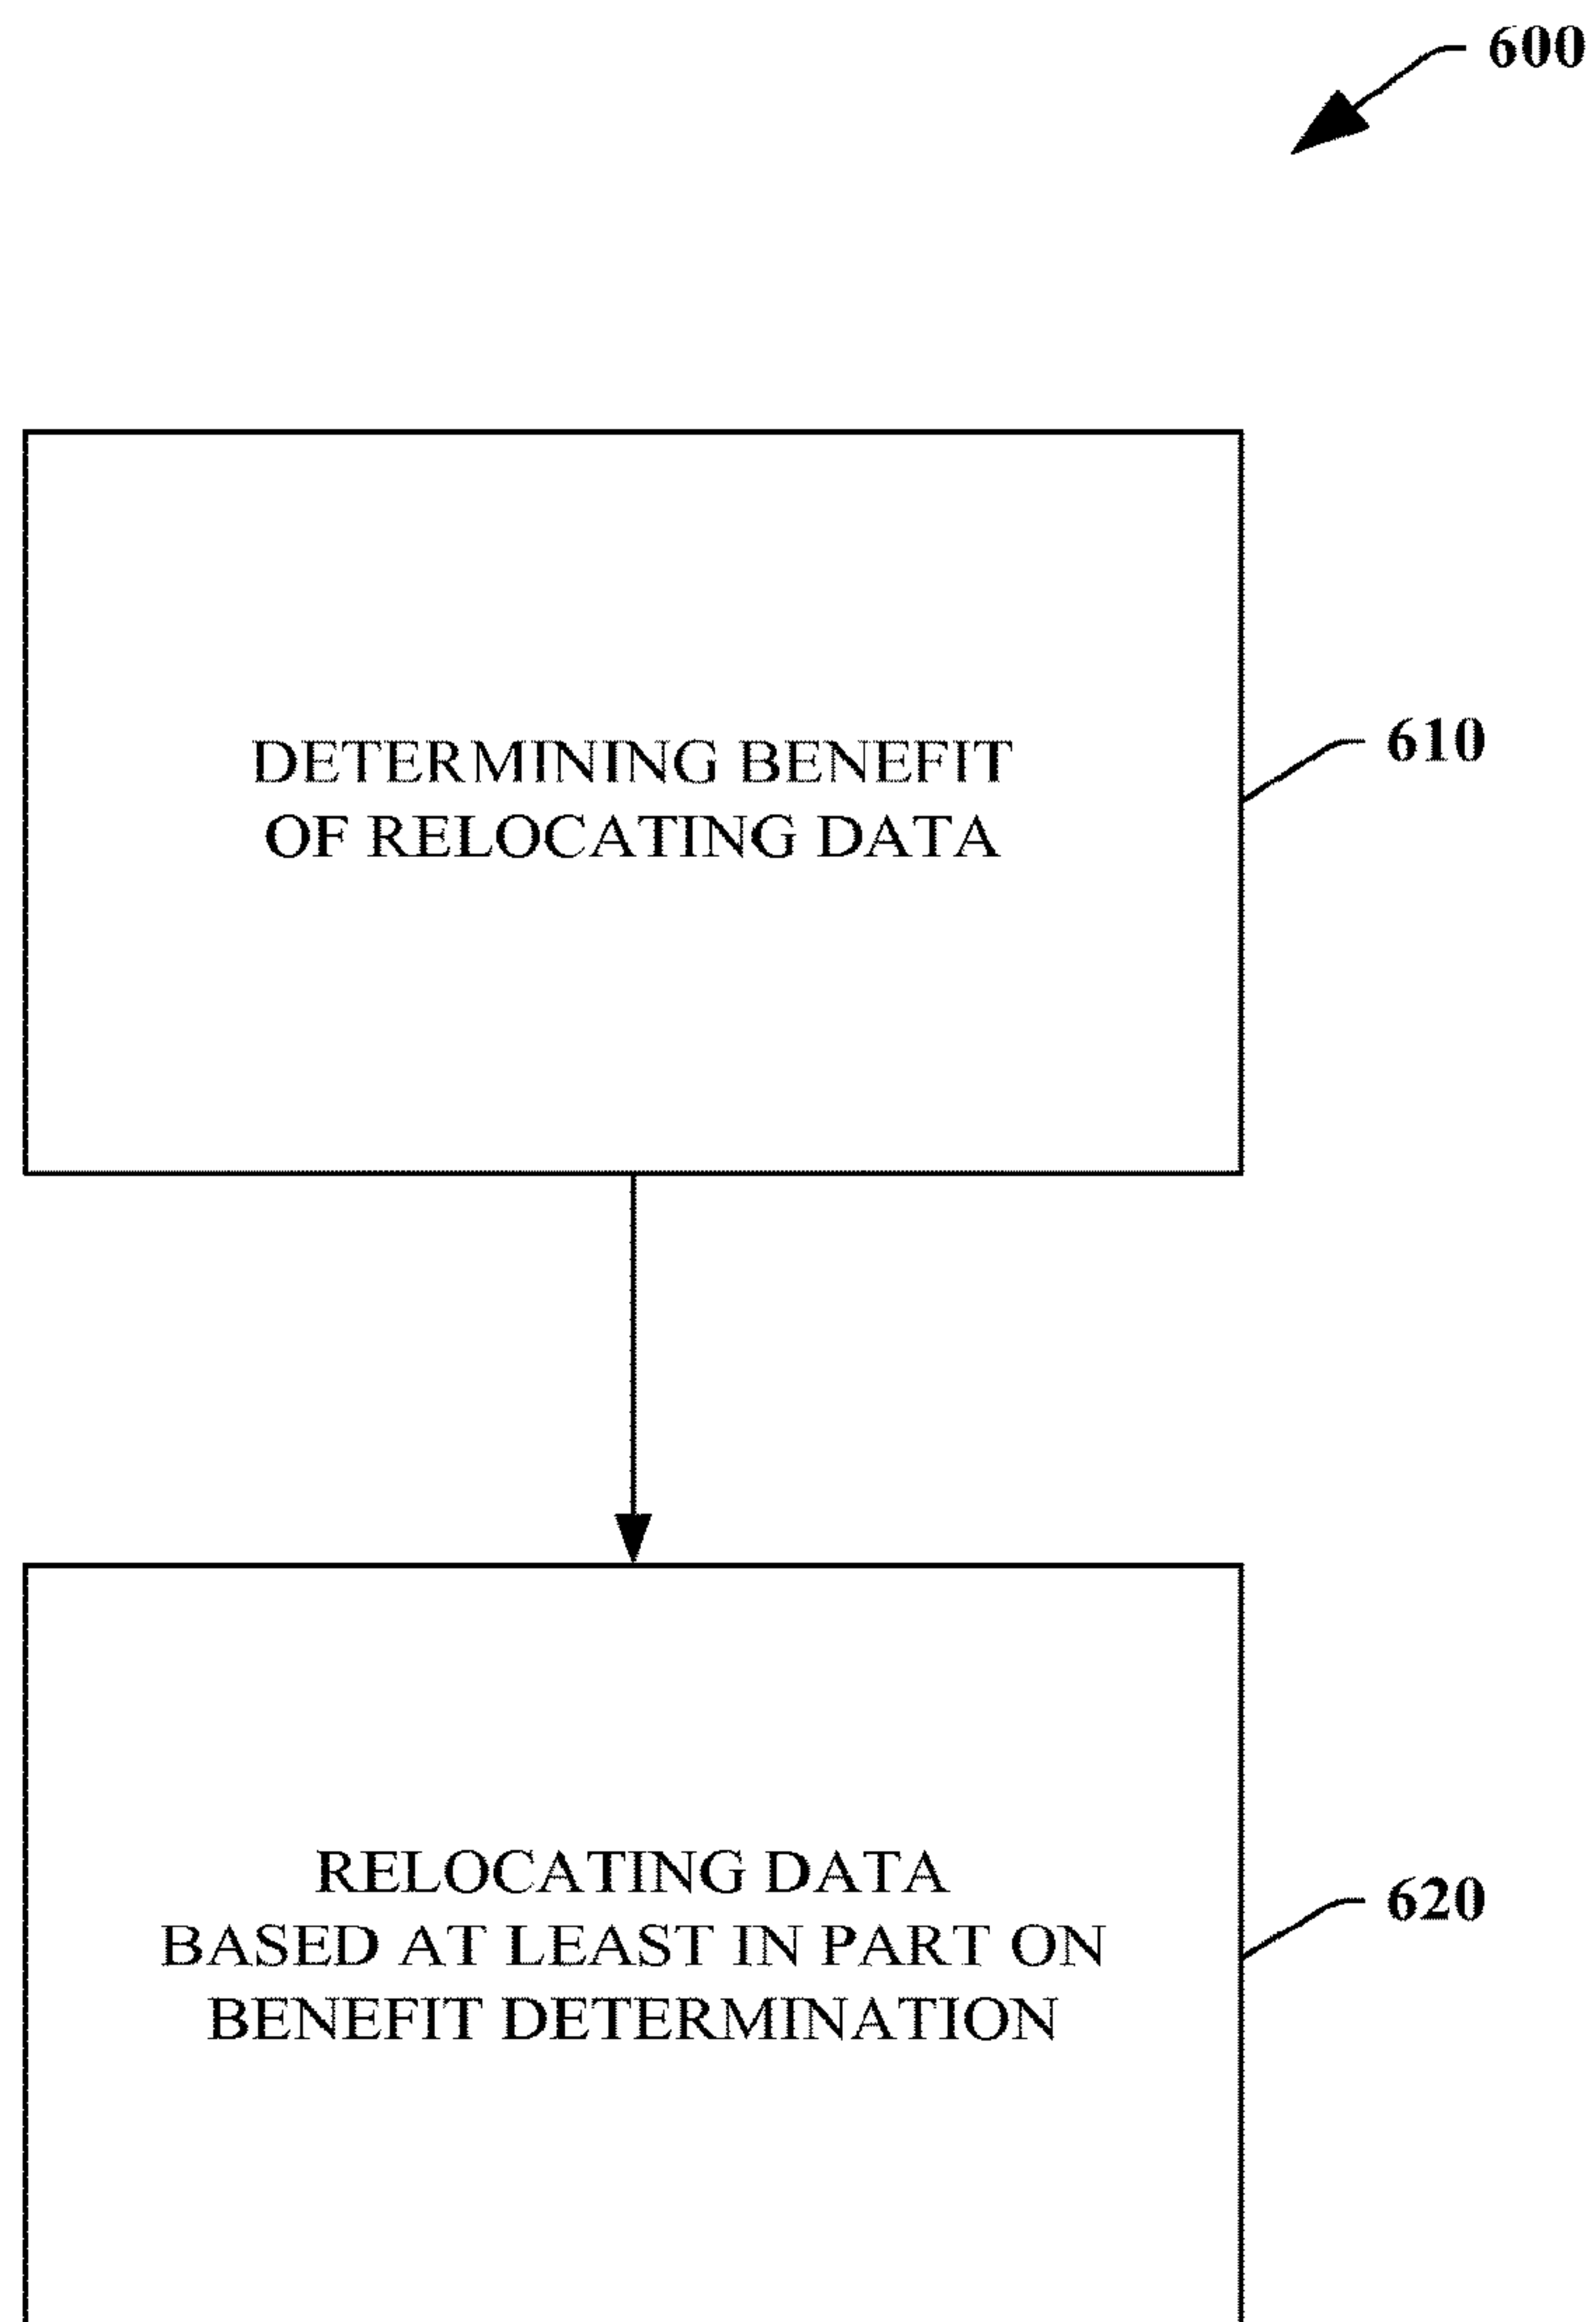 600
DETERMINING BENEFIT
OF RELOCATING DATA
610
RELOCATING DATA
BASED AT LEAST IN PART ON
BENEFIT DETERMINATION
620